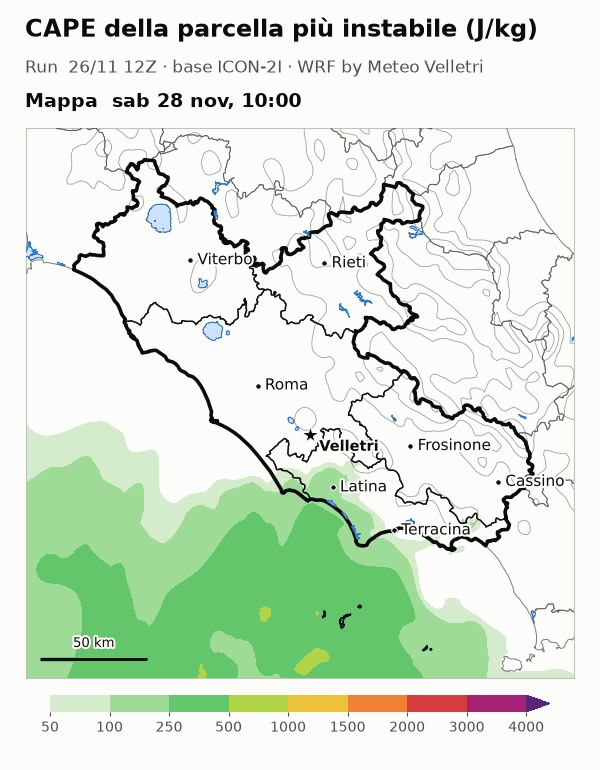 CAPE della parcella più instabile (J/kg)
Run  26/11 12Z · base ICON-2I · WRF by Meteo Velletri
Mappa  sab 28 nov, 10:00
Viterbo
Rieti
Roma
Velletri
Frosinone
Cassino
Latina
Terracina
50 km
50 100 250 500 1000 1500 2000 3000 4000